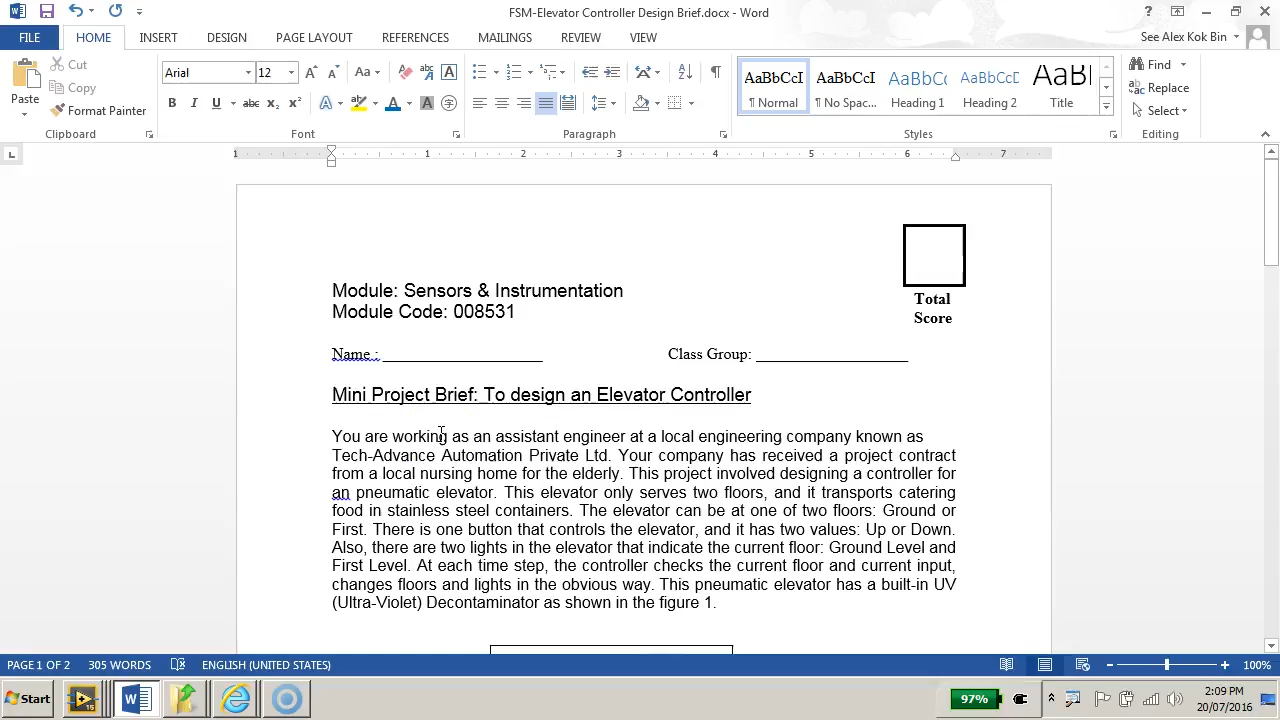 FSM-Elevator Controller Design Brief.docx - Word
?
FILE HOME INSERT DESIGN PAGE LAYOUT REFERENCES MAILINGS REVIEW VIEW See Alex Kok Bin
Paste
Cut
Copy
Format Painter
Clipboard
Arial 12
Font
Paragraph
AaBbCcI AaBbCcI AaBbCc AaBbCcD AaBI
¶ Normal ¶ No Spac... Heading 1 Heading 2 Title
Styles
Find
Replace
Select
Editing
1 1 2 3 4 5 6 7
Total
Score
Module: Sensors & Instrumentation
Module Code: 008531
Name : ____________________ Class Group: ___________________
Mini Project Brief: To design an Elevator Controller
You are working as an assistant engineer at a local engineering company known as
Tech-Advance Automation Private Ltd. Your company has received a project contract
from a local nursing home for the elderly. This project involved designing a controller for
an pneumatic elevator. This elevator only serves two floors, and it transports catering
food in stainless steel containers. The elevator can be at one of two floors: Ground or
First. There is one button that controls the elevator, and it has two values: Up or Down.
Also, there are two lights in the elevator that indicate the current floor: Ground Level and
First Level. At each time step, the controller checks the current floor and current input,
changes floors and lights in the obvious way. This pneumatic elevator has a built-in UV
(Ultra-Violet) Decontaminator as shown in the figure 1.
PAGE 1 OF 2 305 WORDS ENGLISH (UNITED STATES) 100%
Start 97% 2:09 PM
20/07/2016